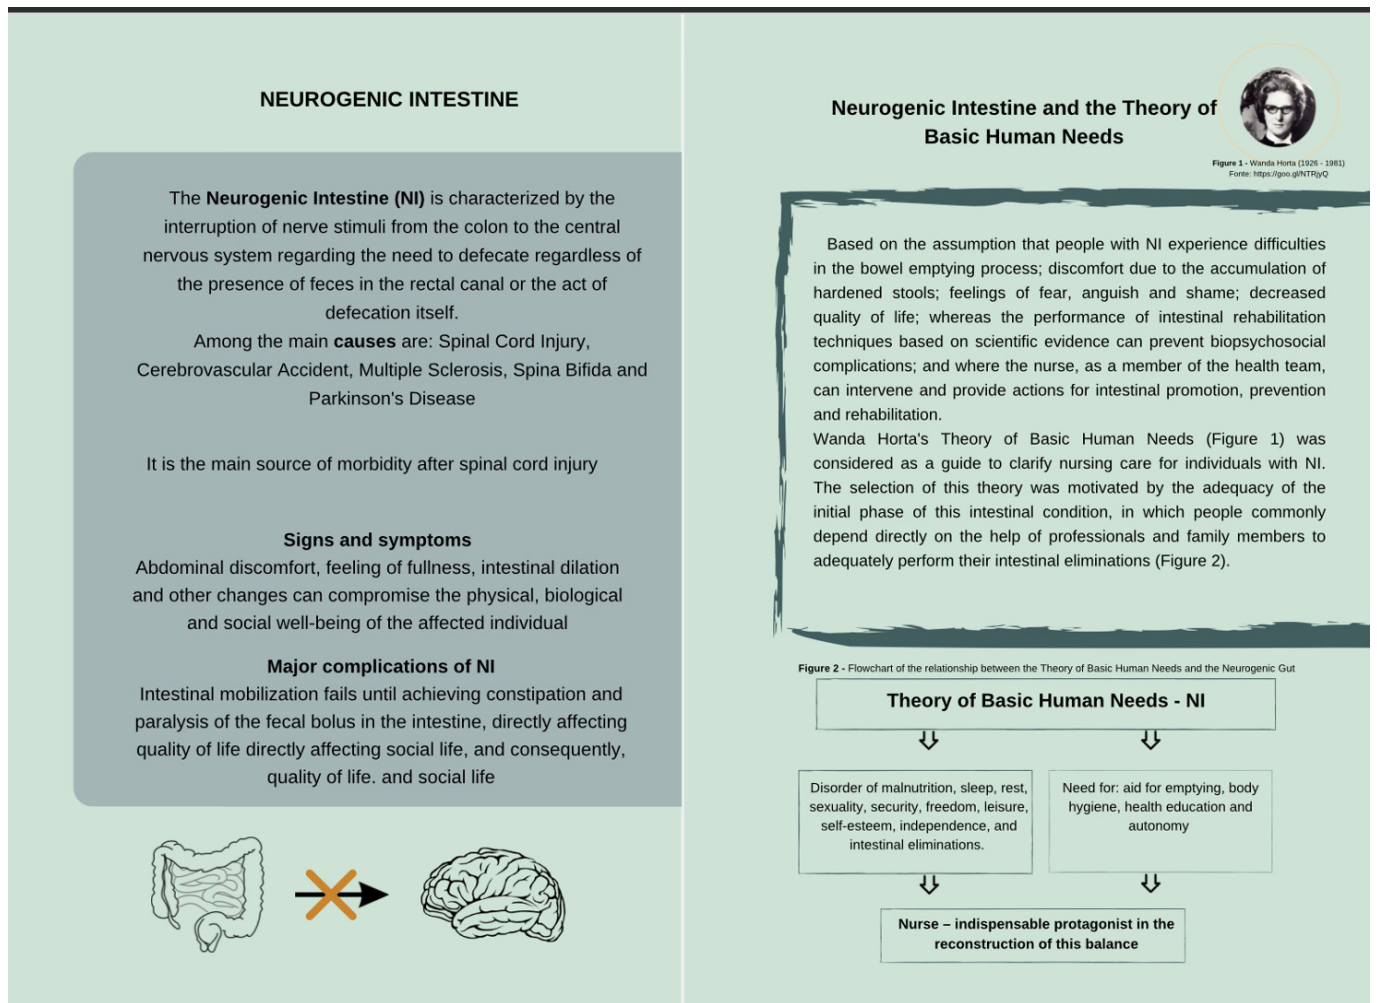 NEUROGENIC INTESTINE
The Neurogenic Intestine (NI) is characterized by the
interruption of nerve stimuli from the colon to the central
nervous system regarding the need to defecate regardless of
the presence of feces in the rectal canal or the act of
defecation itself.
Among the main causes are: Spinal Cord Injury,
Cerebrovascular Accident, Multiple Sclerosis, Spina Bifida and
Parkinson's Disease
It is the main source of morbidity after spinal cord injury
Signs and symptoms
Abdominal discomfort, feeling of fullness, intestinal dilation
and other changes can compromise the physical, biological
and social well-being of the affected individual
Major complications of NI
Intestinal mobilization fails until achieving constipation and
paralysis of the fecal bolus in the intestine, directly affecting
quality of life directly affecting social life, and consequently,
quality of life. and social life
Neurogenic Intestine and the Theory of
Basic Human Needs
Figure 1 - Wanda Horta (1926 - 1981)
Fonte: https://goo.gl/NTRjyQ
Based on the assumption that people with NI experience difficulties
in the bowel emptying process; discomfort due to the accumulation of
hardened stools; feelings of fear, anguish and shame; decreased
quality of life; whereas the performance of intestinal rehabilitation
techniques based on scientific evidence can prevent biopsychosocial
complications; and where the nurse, as a member of the health team,
can intervene and provide actions for intestinal promotion, prevention
and rehabilitation.
Wanda Horta's Theory of Basic Human Needs (Figure 1) was
considered as a guide to clarify nursing care for individuals with NI.
The selection of this theory was motivated by the adequacy of the
initial phase of this intestinal condition, in which people commonly
depend directly on the help of professionals and family members to
adequately perform their intestinal eliminations (Figure 2).
Figure 2 - Flowchart of the relationship between the Theory of Basic Human Needs and the Neurogenic Gut
Theory of Basic Human Needs - NI
Disorder of malnutrition, sleep, rest,
sexuality, security, freedom, leisure,
self-esteem, independence, and
intestinal eliminations.
Need for: aid for emptying, body
hygiene, health education and
autonomy
Nurse – indispensable protagonist in the
reconstruction of this balance